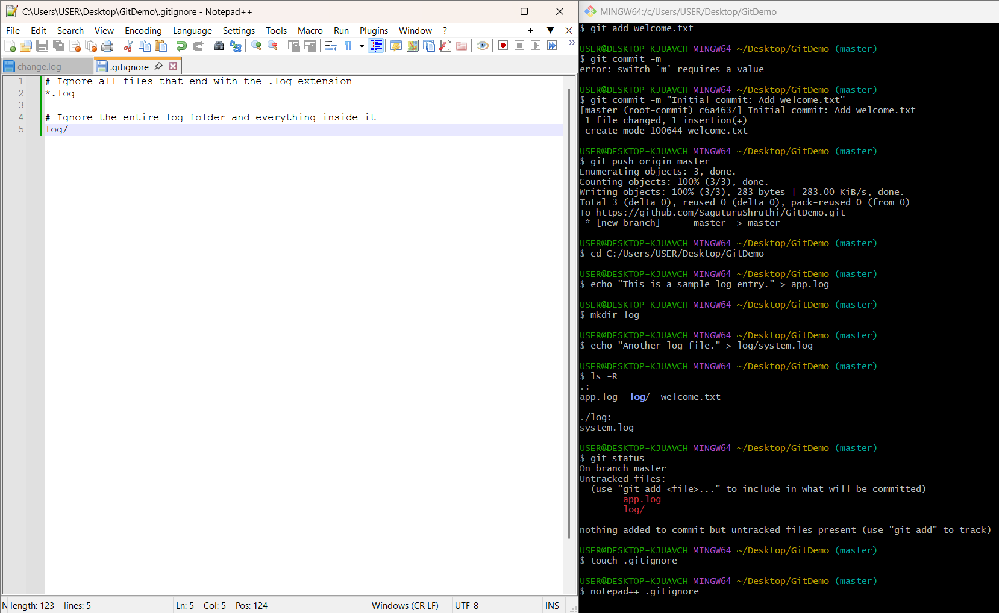 C:\Users\USER\Desktop\GitDemo\.gitignore - Notepad++
File Edit Search View Encoding Language Settings Tools Macro Run Plugins Window ?
change.log .gitignore
1 # Ignore all files that end with the .log extension
2 *.log
3
4 # Ignore the entire log folder and everything inside it
5 log/
N length: 123 lines: 5 Ln: 5 Col: 5 Pos: 124 Windows (CR LF) UTF-8 INS
MINGW64:/c/Users/USER/Desktop/GitDemo
$ git add welcome.txt
USER@DESKTOP-KJUAVCH MINGW64 ~/Desktop/GitDemo (master)
$ git commit -m
error: switch `m' requires a value
USER@DESKTOP-KJUAVCH MINGW64 ~/Desktop/GitDemo (master)
$ git commit -m "Initial commit: Add welcome.txt"
[master (root-commit) c6a4637] Initial commit: Add welcome.txt
1 file changed, 1 insertion(+)
create mode 100644 welcome.txt
USER@DESKTOP-KJUAVCH MINGW64 ~/Desktop/GitDemo (master)
$ git push origin master
Enumerating objects: 3, done.
Counting objects: 100% (3/3), done.
Writing objects: 100% (3/3), 283 bytes | 283.00 KiB/s, done.
Total 3 (delta 0), reused 0 (delta 0), pack-reused 0 (from 0)
To https://github.com/SaguturuShruthi/GitDemo.git
* [new branch] master -> master
USER@DESKTOP-KJUAVCH MINGW64 ~/Desktop/GitDemo (master)
$ cd C:/Users/USER/Desktop/GitDemo
USER@DESKTOP-KJUAVCH MINGW64 ~/Desktop/GitDemo (master)
$ echo "This is a sample log entry." > app.log
USER@DESKTOP-KJUAVCH MINGW64 ~/Desktop/GitDemo (master)
$ mkdir log
USER@DESKTOP-KJUAVCH MINGW64 ~/Desktop/GitDemo (master)
$ echo "Another log file." > log/system.log
USER@DESKTOP-KJUAVCH MINGW64 ~/Desktop/GitDemo (master)
$ ls -R
.:
app.log log/ welcome.txt
./log:
system.log
USER@DESKTOP-KJUAVCH MINGW64 ~/Desktop/GitDemo (master)
$ git status
On branch master
Untracked files:
(use "git add <file>..." to include in what will be committed)
app.log
log/
nothing added to commit but untracked files present (use "git add" to track)
USER@DESKTOP-KJUAVCH MINGW64 ~/Desktop/GitDemo (master)
$ touch .gitignore
USER@DESKTOP-KJUAVCH MINGW64 ~/Desktop/GitDemo (master)
$ notepad++ .gitignore